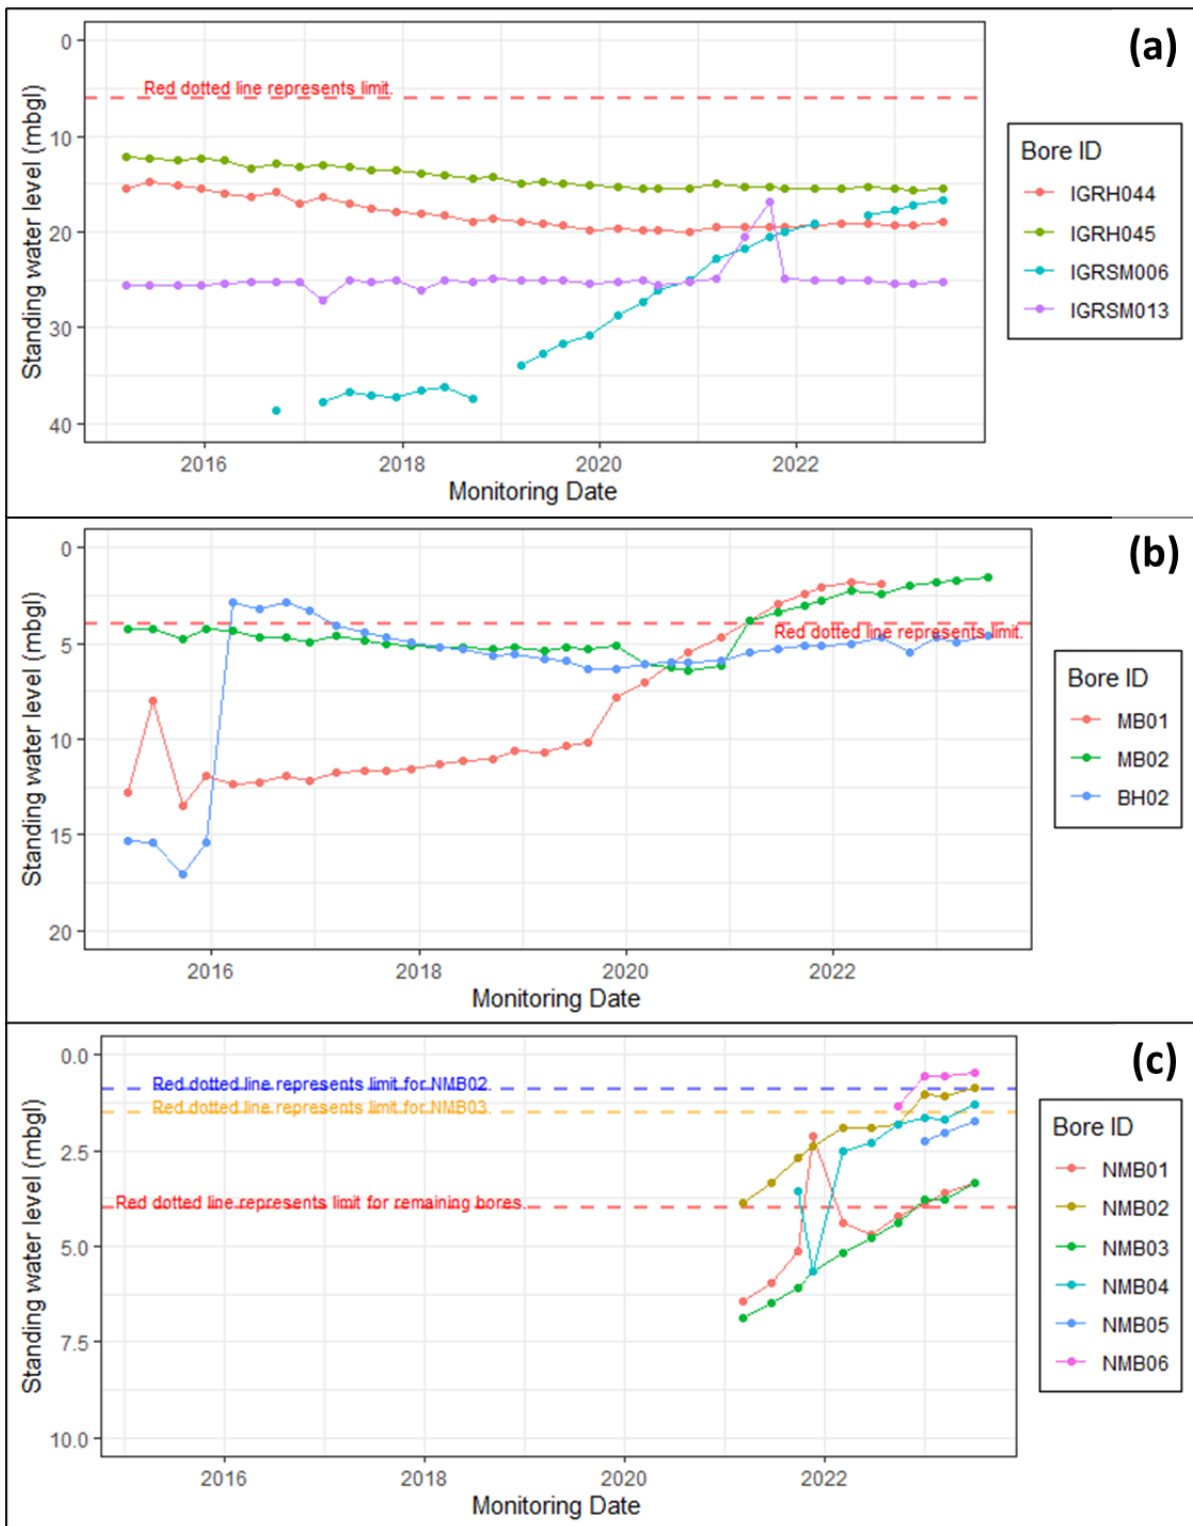 (a)
Standing water level (mbgl)
0
10
20
30
40
Red dotted line represents limit.
2016
2018
2020
2022
Monitoring Date
Bore ID
IGRH044
IGRH045
IGRSM006
IGRSM013
(b)
Standing water level (mbgl)
0
5
10
15
20
Red dotted line represents limit.
2016
2018
2020
2022
Monitoring Date
Bore ID
MB01
MB02
BH02
(c)
Standing water level (mbgl)
0.0
2.5
5.0
7.5
10.0
Red dotted line represents limit for NMB02.
Red dotted line represents limit for NMB03.
Red dotted line represents limit for remaining bores.
2016
2018
2020
2022
Monitoring Date
Bore ID
NMB01
NMB02
NMB03
NMB04
NMB05
NMB06